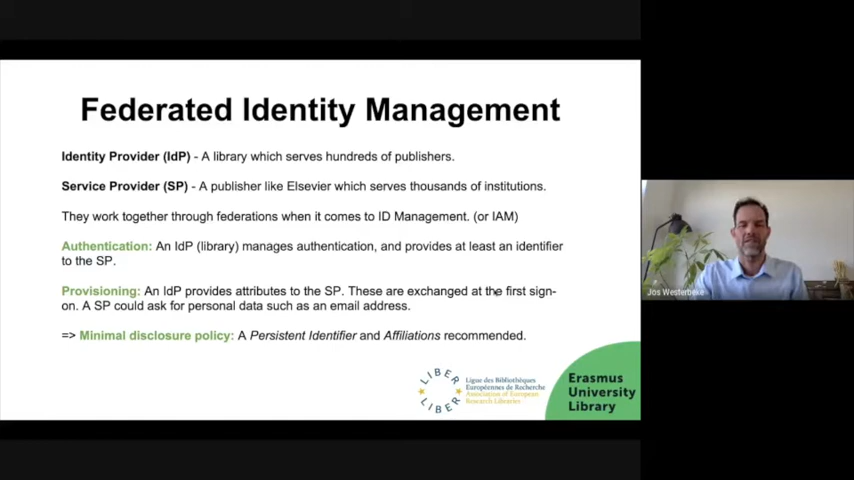 Federated Identity Management
Identity Provider (IdP) - A library which serves hundreds of publishers.
Service Provider (SP) - A publisher like Elsevier which serves thousands of institutions.
They work together through federations when it comes to ID Management. (or IAM)
Authentication: An IdP (library) manages authentication, and provides at least an identifier
to the SP.
Provisioning: An IdP provides attributes to the SP. These are exchanged at the first sign-
on. A SP could ask for personal data such as an email address.
=> Minimal disclosure policy: A Persistent Identifier and Affiliations recommended.
LIBER
LIBER
Ligue des Bibliothèques
Européennes de Recherche
Association of European
Research Libraries
Erasmus
University
Library
Jos Westerbeke